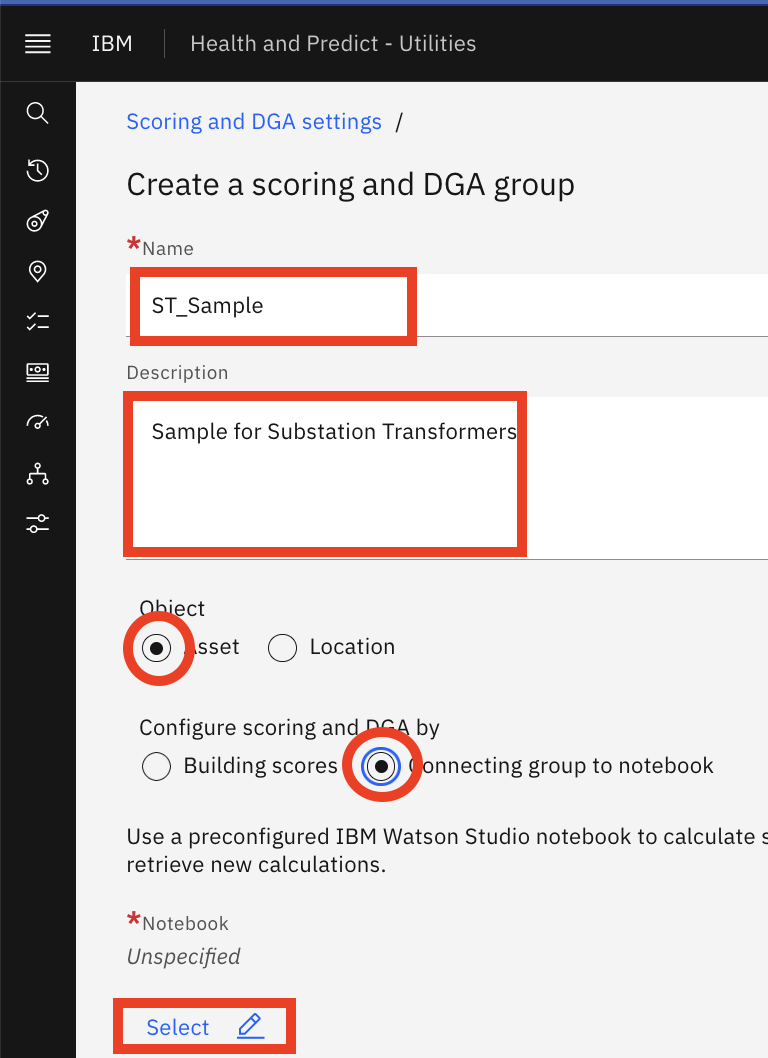 IBM Health and Predict - Utilities
Scoring and DGA settings /
Create a scoring and DGA group
*Name
ST_Sample
Description
Sample for Substation Transformers
Object
Asset Location
Configure scoring and DGA by
Building scores Connecting group to notebook
Use a preconfigured IBM Watson Studio notebook to calculate s
retrieve new calculations.
*Notebook
Unspecified
Select